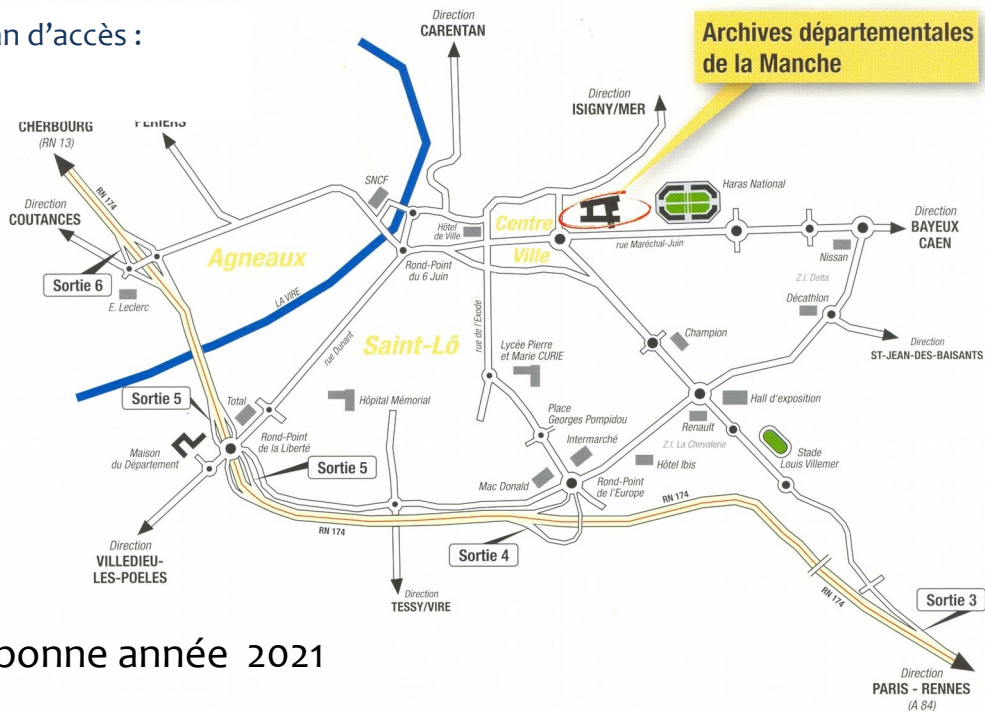 an d'accès :
Direction
CARENTAN
Archives départementales
de la Manche
Direction
ISIGNY/MER
CHERBOURG
(RN 13)
PERIERS
RN 174
SNCF
Haras National
Direction
COUTANCES
Hôtel
de Ville
Centre
Ville
rue Maréchal-Juin
Direction
BAYEUX
CAEN
Nissan
Agneaux
Sortie 6
Rond-Point
du 6 Juin
Z.I. Delta
E. Leclerc
LA VIRE
Décathlon
rue Dunant
rue de l'Exode
Champion
Saint-Lô
Lycée Pierre
et Marie CURIE
Direction
ST-JEAN-DES-BAISANTS
Sortie 5
Total
Hôpital Mémorial
Hall d'exposition
Place
Georges Pompidou
Renault
Rond-Point
de la Liberté
Maison
du Département
Intermarché
Z.I. La Chevalerie
Stade
Louis Villemer
Sortie 5
Hôtel Ibis
Mac Donald
Rond-Point
de l'Europe
RN 174
RN 174
Direction
VILLEDIEU-
LES-POELES
Sortie 4
Direction
TESSY/VIRE
RN 174
Sortie 3
bonne année 2021
Direction
PARIS - RENNES
(A 84)